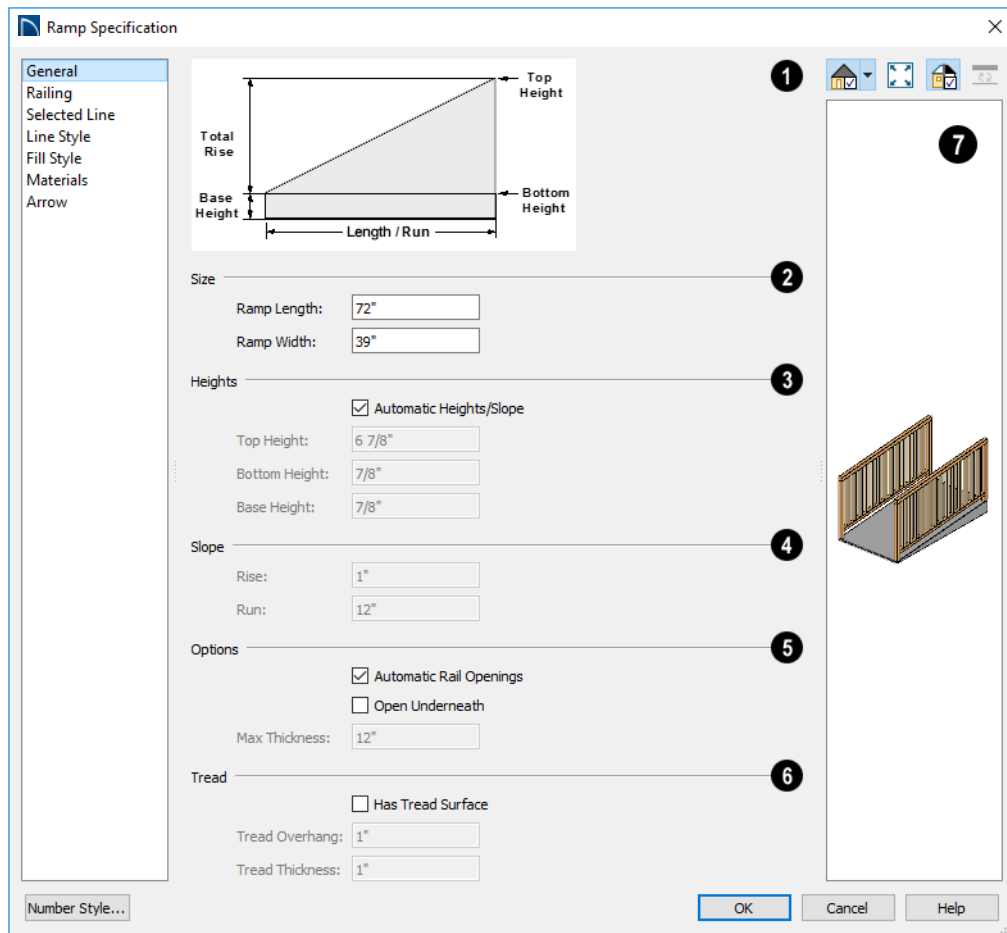 Ramp Specification
General
Railing
Selected Line
Line Style
Fill Style
Materials
Arrow
Top Height
Total Rise
Base Height
Bottom Height
Length / Run
1
7
Size
2
Ramp Length: 72"
Ramp Width: 39"
Heights
3
Automatic Heights/Slope
Top Height: 6 7/8"
Bottom Height: 7/8"
Base Height: 7/8"
Slope
4
Rise: 1"
Run: 12"
Options
5
Automatic Rail Openings
Open Underneath
Max Thickness: 12"
Tread
6
Has Tread Surface
Tread Overhang: 1"
Tread Thickness: 1"
Number Style...
OK
Cancel
Help